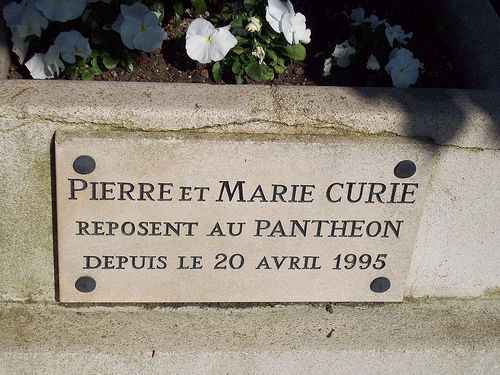 PIERRE ET MARIE CURIE
REPOSENT AU PANTHEON
DEPUIS LE 20 AVRIL 1995